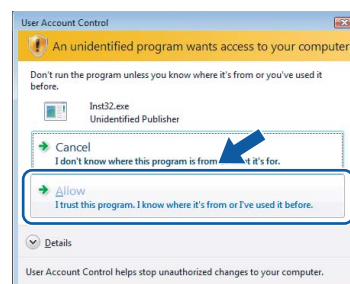 User Account Control
An unidentified program wants access to your computer
Don't run the program unless you know where it's from or you've used it
before.
Inst32.exe
Unidentified Publisher
Cancel
I don't know where this program is from it's for.
Allow
I trust this program. I know where it's from or I've used it before.
Details
User Account Control helps stop unauthorized changes to your computer.